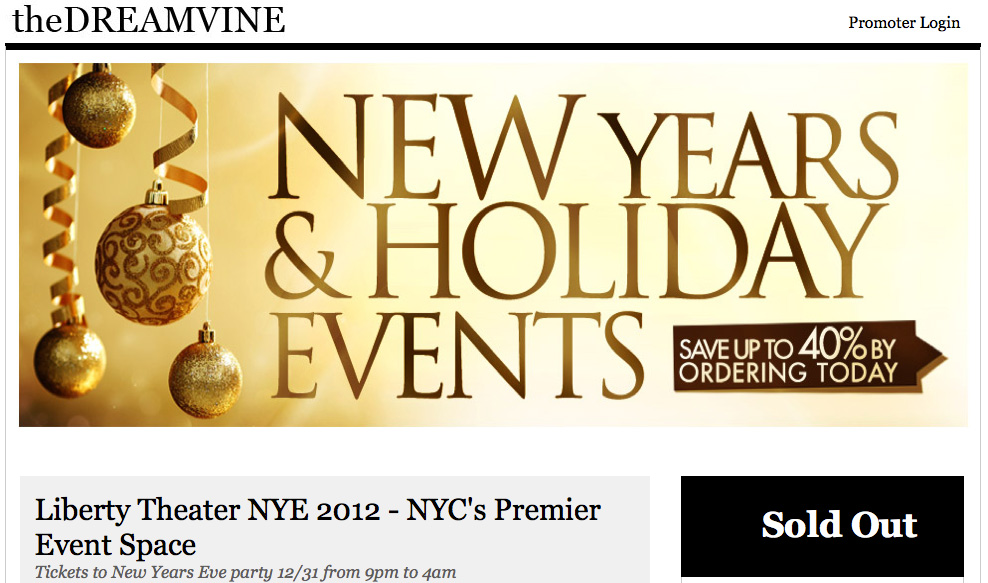 theDREAMVINE
Promoter Login
NEW YEARS
& HOLIDAY
EVENTS
SAVE UP TO 40% BY
ORDERING TODAY
Liberty Theater NYE 2012 - NYC's Premier
Event Space
Tickets to New Years Eve party 12/31 from 9pm to 4am
Sold Out